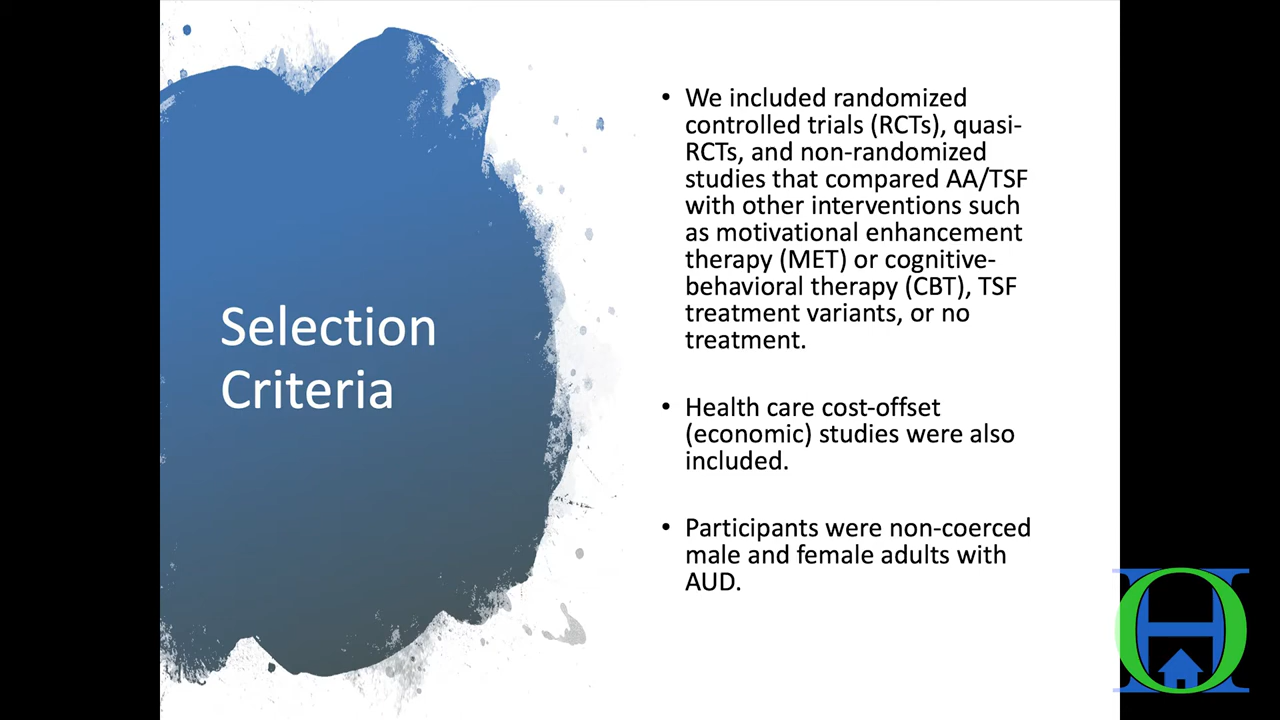 Selection
Criteria
• We included randomized
controlled trials (RCTs), quasi-
RCTs, and non-randomized
studies that compared AA/TSF
with other interventions such
as motivational enhancement
therapy (MET) or cognitive-
behavioral therapy (CBT), TSF
treatment variants, or no
treatment.
• Health care cost-offset
(economic) studies were also
included.
• Participants were non-coerced
male and female adults with
AUD.